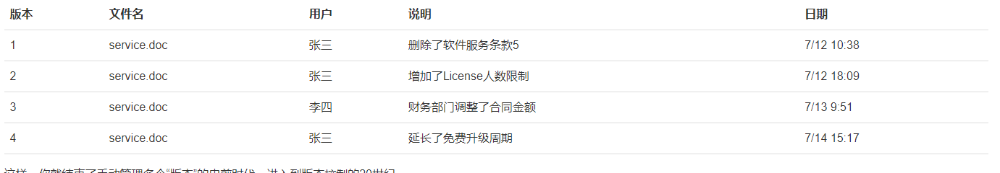 版本 文件名 用户 说明 日期
1 service.doc 张三 删除了软件服务条款5 7/12 10:38
2 service.doc 张三 增加了License人数限制 7/12 18:09
3 service.doc 李四 财务部门调整了合同金额 7/13 9:51
4 service.doc 张三 延长了免费升级周期 7/14 15:17
这样，你就结束了手动管理多个“版本”的史前时代，进入到版本控制的20世纪